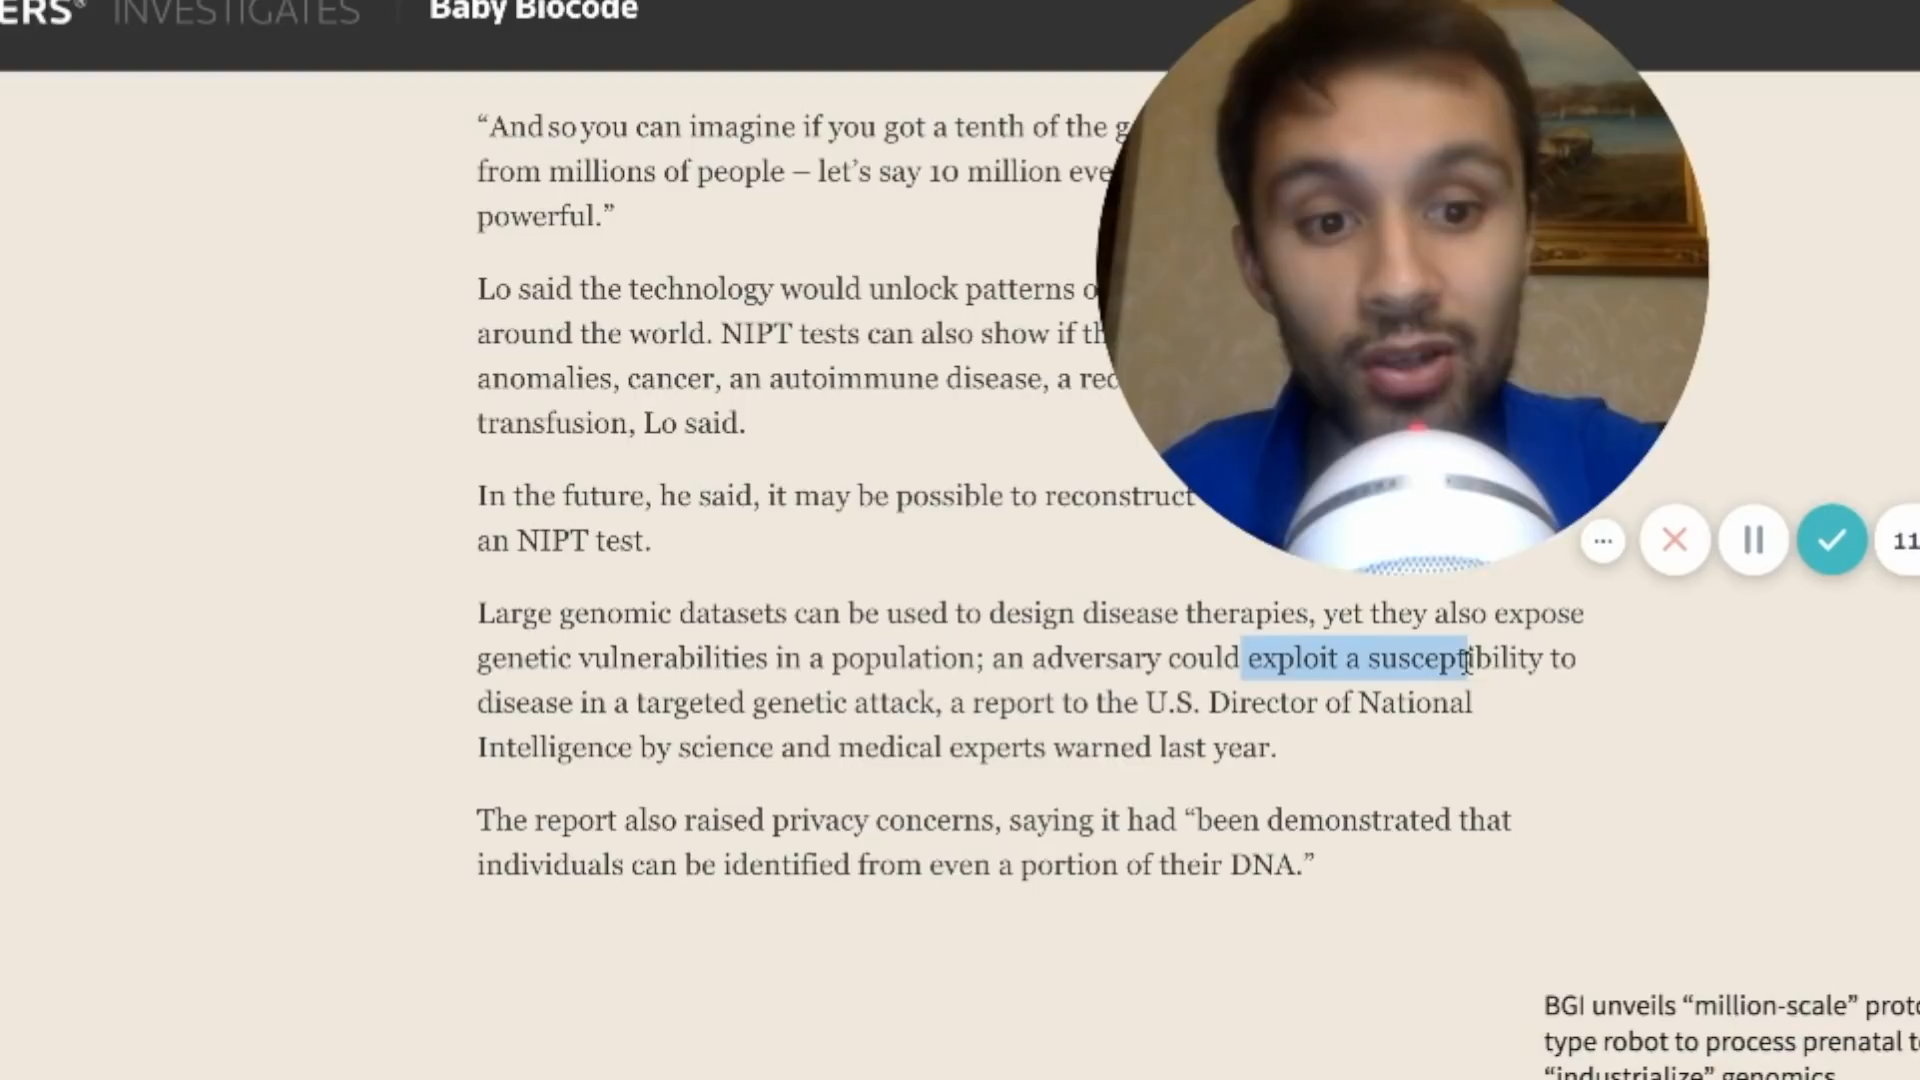 ERS® INVESTIGATES Baby Biocode
“And so you can imagine if you got a tenth of the
from millions of people – let’s say 10 million
powerful.”
Lo said the technology would unlock patterns
around the world. NIPT tests can also show if
anomalies, cancer, an autoimmune disease, a
transfusion, Lo said.
In the future, he said, it may be possible to reconstruct
an NIPT test.
...
11
Large genomic datasets can be used to design disease therapies, yet they also expose
genetic vulnerabilities in a population; an adversary could exploit a susceptibility to
disease in a targeted genetic attack, a report to the U.S. Director of National
Intelligence by science and medical experts warned last year.
The report also raised privacy concerns, saying it had “been demonstrated that
individuals can be identified from even a portion of their DNA.”
BGI unveils “million-scale”
type robot to process prenatal
“industrialize” genomics